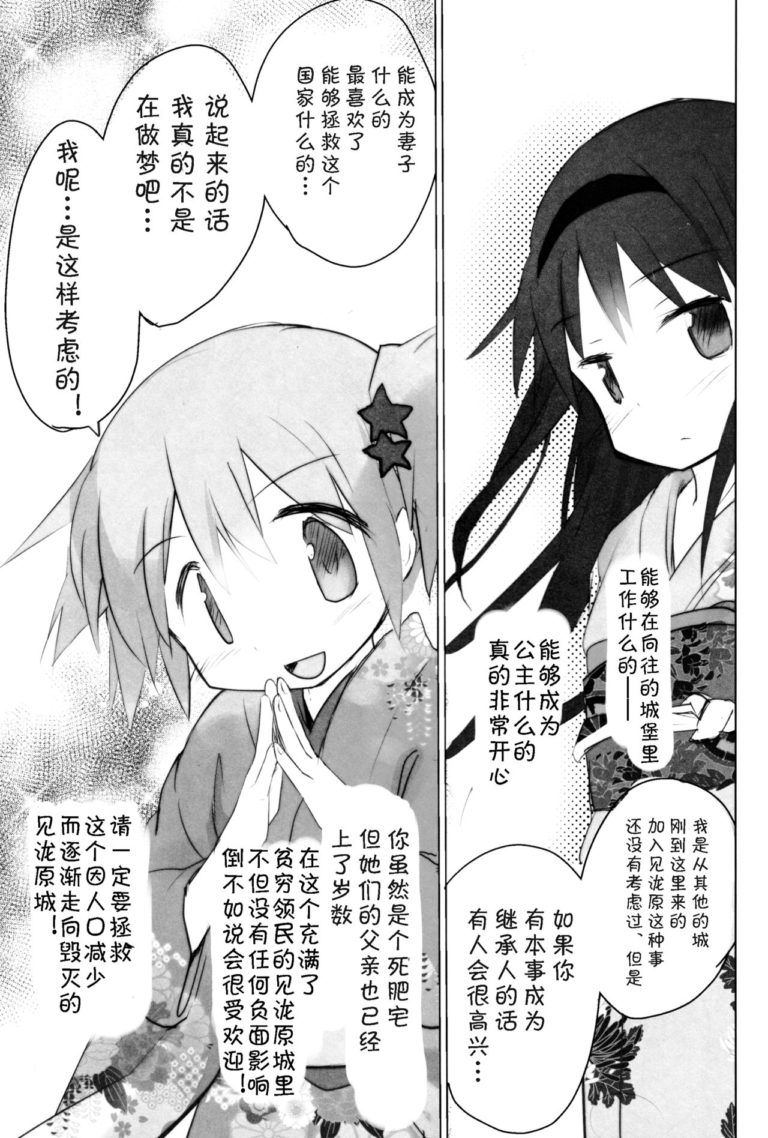 能够在向往的城堡里
工作什么的——
能够成为
公主什么的
真的非常开心
我是从其他的城
刚到这里来的
加入见泷原这种事
还没有考虑过、但是
如果你
有本事成为
继承人的话
有人会很高兴…
能成为妻子
什么的
最喜欢了
能够拯救这个
国家什么的…
说起来的话
我真的不是
在做梦吧…
我呢…是这样考虑的！
你虽然是个死肥宅
但她们的父亲也已经
上了岁数
在这个充满了
贫穷领民的见泷原城里
不但没有任何负面影响
倒不如说会很受欢迎！
请一定要拯救
这个因人口减少
而逐渐走向毁灭的
见泷原城！